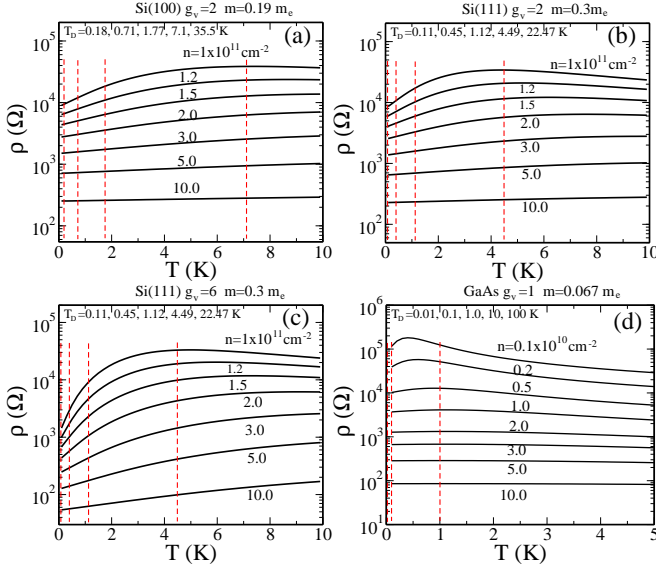 Si(100) g_v=2 m=0.19 m_e
(a)
T_D=0.18, 0.71, 1.77, 7.1, 35.5 K
n=1x10^11cm^-2
1.2
1.5
2.0
3.0
5.0
10.0
10^5
10^4
10^3
10^2
ρ (Ω)
0 2 4 6 8 10
T (K)
Si(111) g_v=2 m=0.3m_e
(b)
T_D=0.11, 0.45, 1.12, 4.49, 22.47 K
n=1x10^11cm^-2
1.2
1.5
2.0
3.0
5.0
10.0
10^5
10^4
10^3
10^2
ρ (Ω)
0 2 4 6 8 10
T (K)
Si(111) g_v=6 m=0.3 m_e
(c)
T_D=0.11, 0.45, 1.12, 4.49, 22.47 K
n=1x10^11cm^-2
1.2
1.5
2.0
3.0
5.0
10.0
10^5
10^4
10^3
10^2
ρ (Ω)
0 2 4 6 8 10
T (K)
GaAs g_v=1 m=0.067 m_e
(d)
T_D=0.01, 0.1, 1.0, 10, 100 K
n=0.1x10^10cm^-2
0.2
0.5
1.0
2.0
3.0
5.0
10.0
10^6
10^5
10^4
10^3
10^2
10^1
ρ (Ω)
0 1 2 3 4 5
T (K)